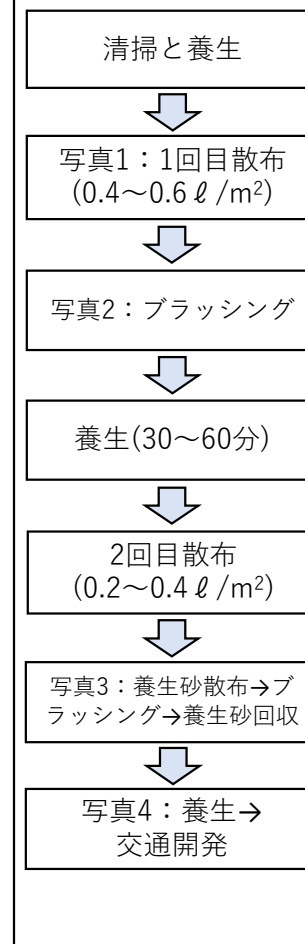 清掃と養生
写真1：1回目散布
(0.4～0.6ℓ/m²)
写真2：ブラッシング
養生(30～60分)
2回目散布
(0.2～0.4ℓ/m²)
写真3：養生砂散布→ブ
ラッシング→養生砂回収
写真4：養生→
交通開発